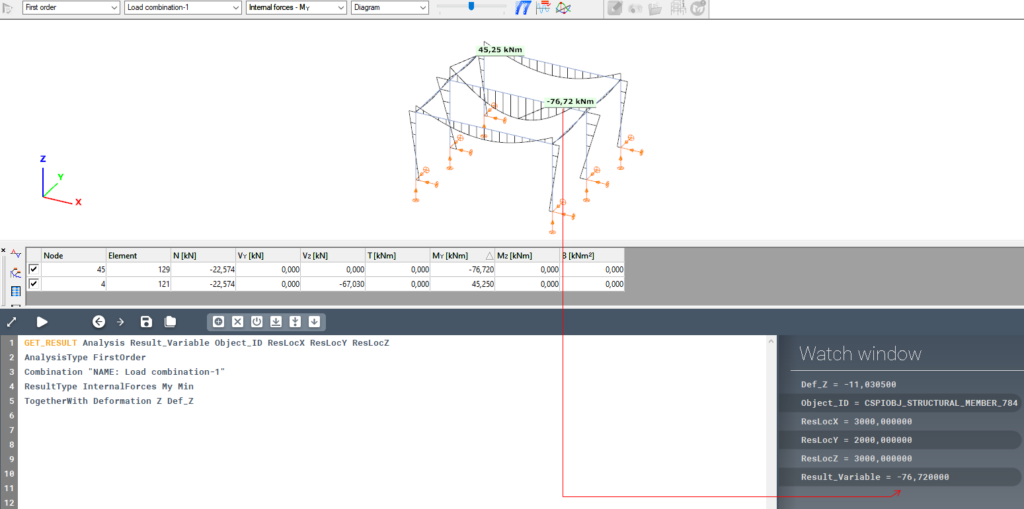 First order Load combination-1 Internal forces - MY Diagram
45,25 kNm
-76,72 kNm
Z
Y
X
Node Element N [kN] VY [kN] VZ [kN] T [kNm] MY [kNm] MZ [kNm] B [kNm²]
45 129 -22,574 0,000 0,000 0,000 -76,720 0,000 0,000
4 121 -22,574 0,000 -67,030 0,000 45,250 0,000 0,000
1 GET_RESULT Analysis Result_Variable Object_ID ResLocX ResLocY ResLocZ
2 AnalysisType FirstOrder
3 Combination "NAME: Load combination-1"
4 ResultType InternalForces My Min
5 TogetherWith Deformation Z Def_Z
6
7
8
9
10
11
12
Watch window
Def_Z = -11,030500
Object_ID = CSPIOBJ_STRUCTURAL_MEMBER_784
ResLocX = 3000,000000
ResLocY = 2000,000000
ResLocZ = 3000,000000
Result_Variable = -76,720000